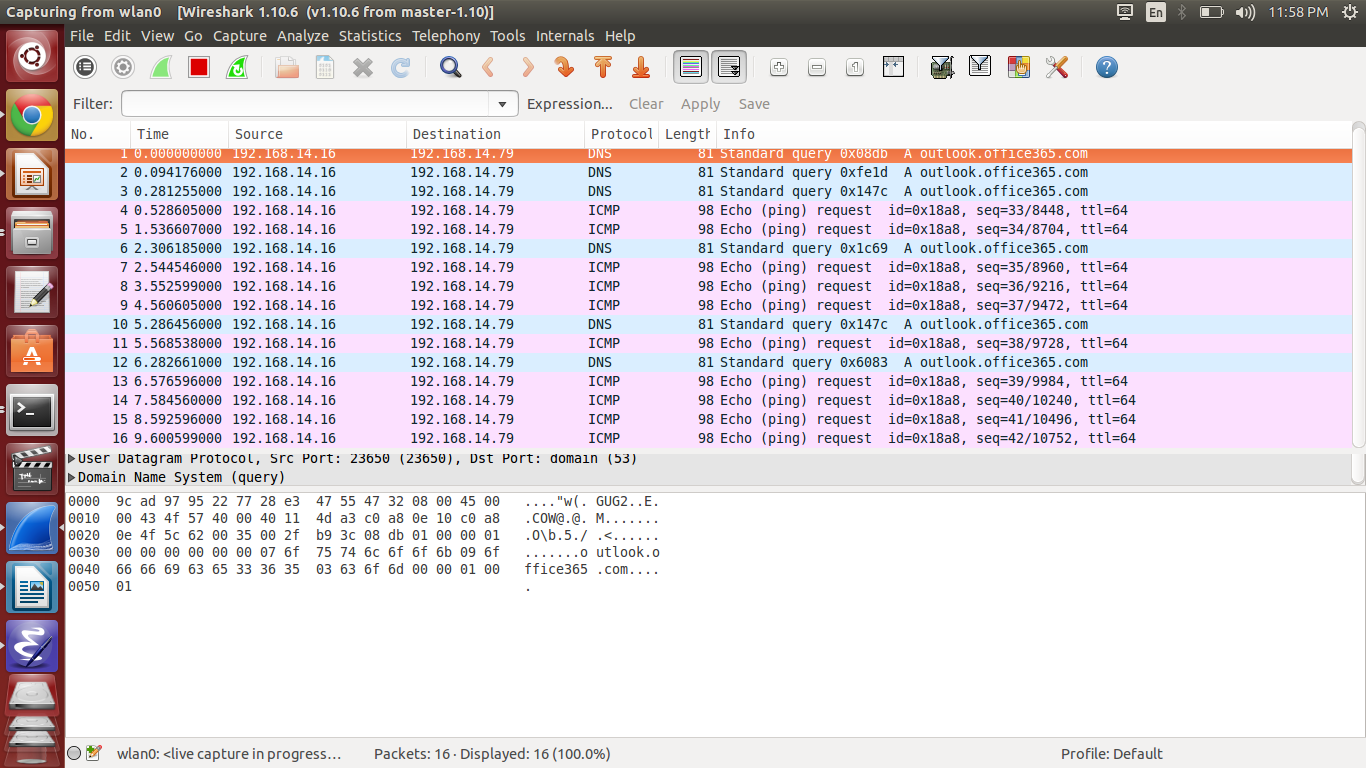 Capturing from wlan0   [Wireshark 1.10.6  (v1.10.6 from master-1.10)]
En
11:58 PM
File Edit View Go Capture Analyze Statistics Telephony Tools Internals Help
Filter:
Expression... Clear Apply Save
No. Time Source Destination Protocol Length Info
1 0.000000000 192.168.14.16 192.168.14.79 DNS 81 Standard query 0x08db  A outlook.office365.com
2 0.094176000 192.168.14.16 192.168.14.79 DNS 81 Standard query 0xfe1d  A outlook.office365.com
3 0.281255000 192.168.14.16 192.168.14.79 DNS 81 Standard query 0x147c  A outlook.office365.com
4 0.528605000 192.168.14.16 192.168.14.79 ICMP 98 Echo (ping) request  id=0x18a8, seq=33/8448, ttl=64
5 1.536607000 192.168.14.16 192.168.14.79 ICMP 98 Echo (ping) request  id=0x18a8, seq=34/8704, ttl=64
6 2.306185000 192.168.14.16 192.168.14.79 DNS 81 Standard query 0x1c69  A outlook.office365.com
7 2.544546000 192.168.14.16 192.168.14.79 ICMP 98 Echo (ping) request  id=0x18a8, seq=35/8960, ttl=64
8 3.552599000 192.168.14.16 192.168.14.79 ICMP 98 Echo (ping) request  id=0x18a8, seq=36/9216, ttl=64
9 4.560605000 192.168.14.16 192.168.14.79 ICMP 98 Echo (ping) request  id=0x18a8, seq=37/9472, ttl=64
10 5.286456000 192.168.14.16 192.168.14.79 DNS 81 Standard query 0x147c  A outlook.office365.com
11 5.568538000 192.168.14.16 192.168.14.79 ICMP 98 Echo (ping) request  id=0x18a8, seq=38/9728, ttl=64
12 6.282661000 192.168.14.16 192.168.14.79 DNS 81 Standard query 0x6083  A outlook.office365.com
13 6.576596000 192.168.14.16 192.168.14.79 ICMP 98 Echo (ping) request  id=0x18a8, seq=39/9984, ttl=64
14 7.584560000 192.168.14.16 192.168.14.79 ICMP 98 Echo (ping) request  id=0x18a8, seq=40/10240, ttl=64
15 8.592596000 192.168.14.16 192.168.14.79 ICMP 98 Echo (ping) request  id=0x18a8, seq=41/10496, ttl=64
16 9.600599000 192.168.14.16 192.168.14.79 ICMP 98 Echo (ping) request  id=0x18a8, seq=42/10752, ttl=64
User Datagram Protocol, Src Port: 23650 (23650), Dst Port: domain (53)
Domain Name System (query)
0000  9c ad 97 95 22 77 28 e3  47 55 47 32 08 00 45 00   ...."w(. GUG2..E.
0010  00 43 4f 57 40 00 40 11  4d a3 c0 a8 0e 10 c0 a8   .COW@.@. M.......
0020  0e 4f 5c 62 00 35 00 2f  b9 3c 08 db 01 00 00 01   .O\b.5./ .<......
0030  00 00 00 00 00 00 07 6f  75 74 6c 6f 6f 6b 09 6f   .......o utlook.o
0040  66 66 69 63 65 33 36 35  03 63 6f 6d 00 00 01 00   ffice365 .com....
0050  01   .
wlan0: <live capture in progress...
Packets: 16 · Displayed: 16 (100.0%)
Profile: Default